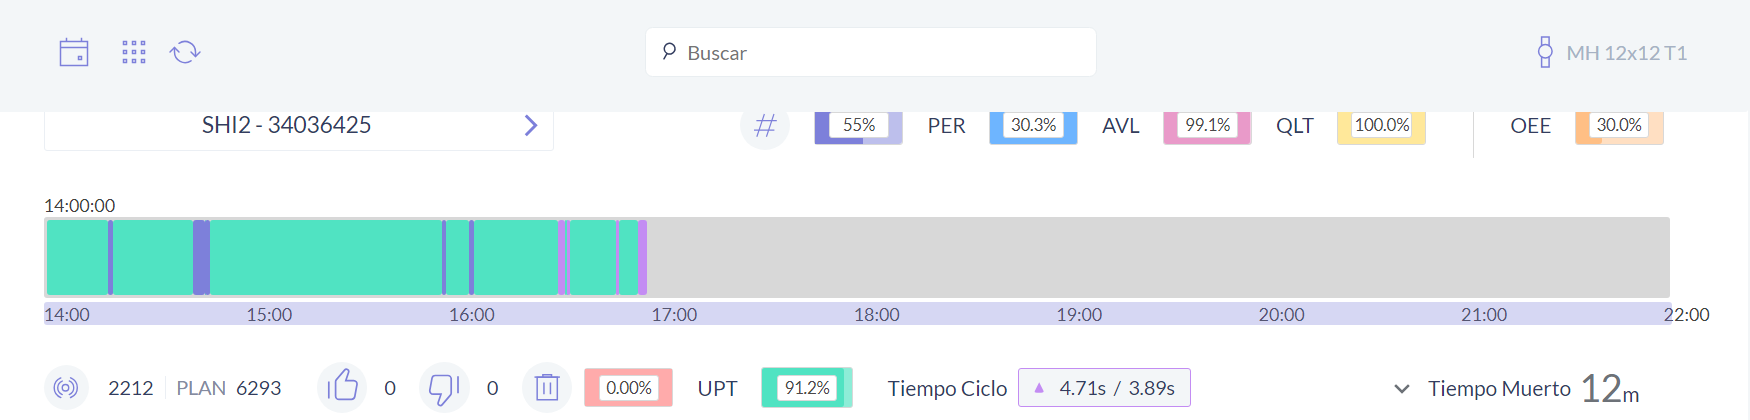 Buscar
MH 12x12 T1
SHI2 - 34036425
# 55% PER 30.3% AVL 99.1% QLT 100.0% OEE 30.0%
14:00:00
14:00 15:00 16:00 17:00 18:00 19:00 20:00 21:00 22:00
2212 PLAN 6293 0 0 0.00% UPT 91.2% Tiempo Ciclo 4.71s / 3.89s Tiempo Muerto 12m